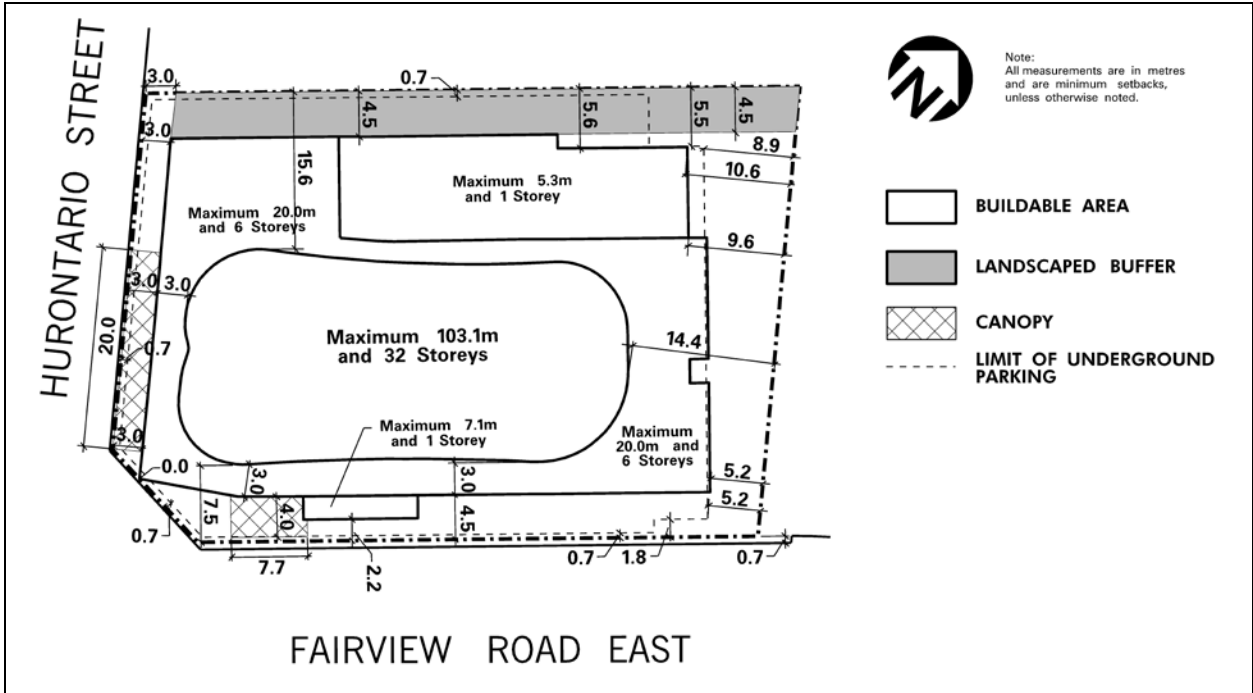 HURONTARIO STREET
3.0
0.7
3.0
4.5
5.6
5.5
4.5
8.9
15.6
10.6
Maximum 5.3m
and 1 Storey
Maximum 20.0m
and 6 Storeys
9.6
3.0
3.0
20.0
0.7
Maximum 103.1m
and 32 Storeys
14.4
Maximum 7.1m
and 1 Storey
Maximum
20.0m and
6 Storeys
3.0
0.0
3.0
3.0
5.2
5.2
7.5
4.0
4.5
0.7
7.7
2.2
0.7
1.8
0.7
FAIRVIEW ROAD EAST
N
Note:
All measurements are in metres
and are minimum setbacks,
unless otherwise noted.
BUILDABLE AREA
LANDSCAPED BUFFER
CANOPY
LIMIT OF UNDERGROUND
PARKING